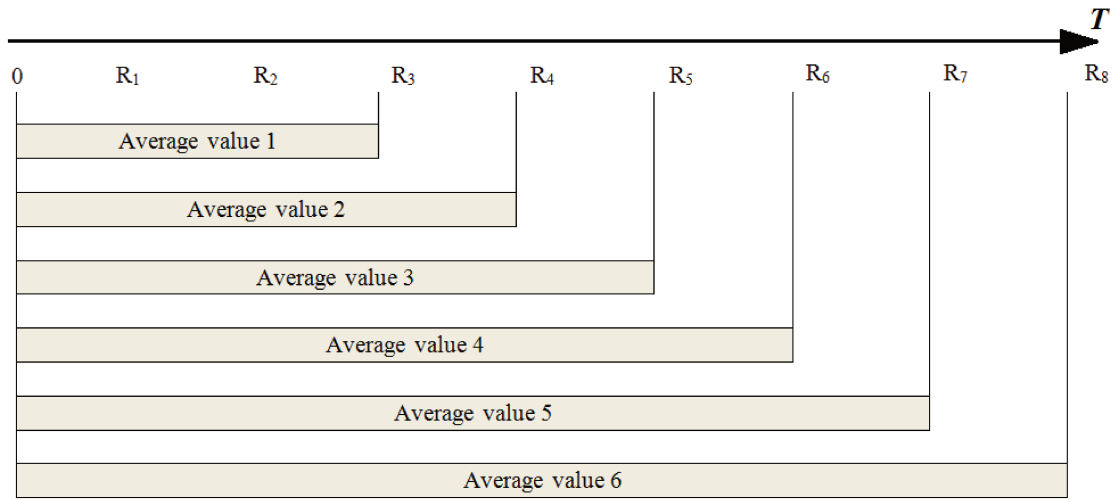 T
0 R₁ R₂ R₃ R₄ R₅ R₆ R₇ R₈
Average value 1
Average value 2
Average value 3
Average value 4
Average value 5
Average value 6